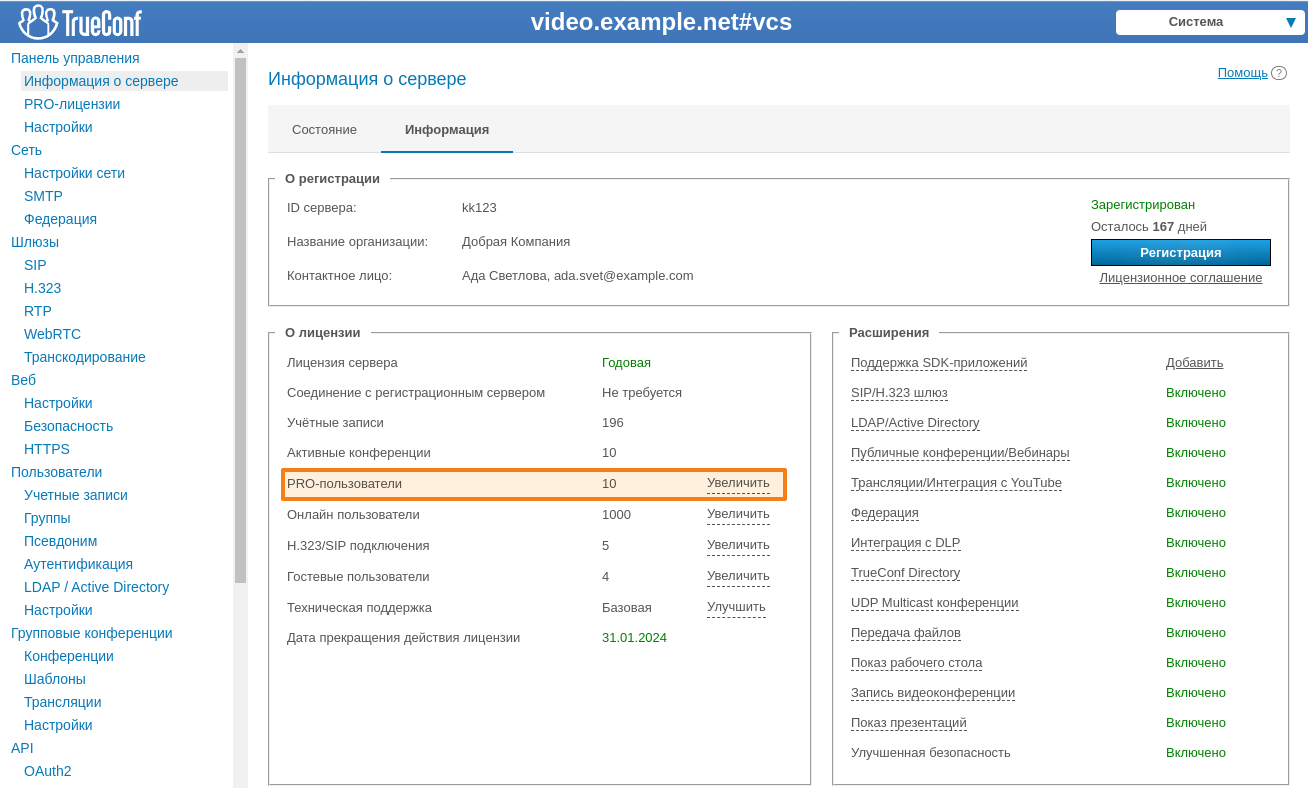 TrueConf
video.example.net#vcs
Система ▼
Панель управления
Информация о сервере
PRO-лицензии
Настройки
Сеть
Настройки сети
SMTP
Федерация
Шлюзы
SIP
H.323
RTP
WebRTC
Транскодирование
Веб
Настройки
Безопасность
HTTPS
Пользователи
Учетные записи
Группы
Псевдоним
Аутентификация
LDAP / Active Directory
Настройки
Групповые конференции
Конференции
Шаблоны
Трансляции
Настройки
API
OAuth2
Информация о сервере
Помощь ?
Состояние Информация
О регистрации
ID сервера: kk123
Название организации: Добрая Компания
Контактное лицо: Ада Светлова, ada.svet@example.com
Зарегистрирован
Осталось 167 дней
Регистрация
Лицензионное соглашение
О лицензии
Лицензия сервера Годовая
Соединение с регистрационным сервером Не требуется
Учётные записи 196
Активные конференции 10
PRO-пользователи 10 Увеличить
Онлайн пользователи 1000 Увеличить
H.323/SIP подключения 5 Увеличить
Гостевые пользователи 4 Увеличить
Техническая поддержка Базовая Улучшить
Дата прекращения действия лицензии 31.01.2024
Расширения
Поддержка SDK-приложений Добавить
SIP/H.323 шлюз Включено
LDAP/Active Directory Включено
Публичные конференции/Вебинары Включено
Трансляции/Интеграция с YouTube Включено
Федерация Включено
Интеграция с DLP Включено
TrueConf Directory Включено
UDP Multicast конференции Включено
Передача файлов Включено
Показ рабочего стола Включено
Запись видеоконференции Включено
Показ презентаций Включено
Улучшенная безопасность Включено